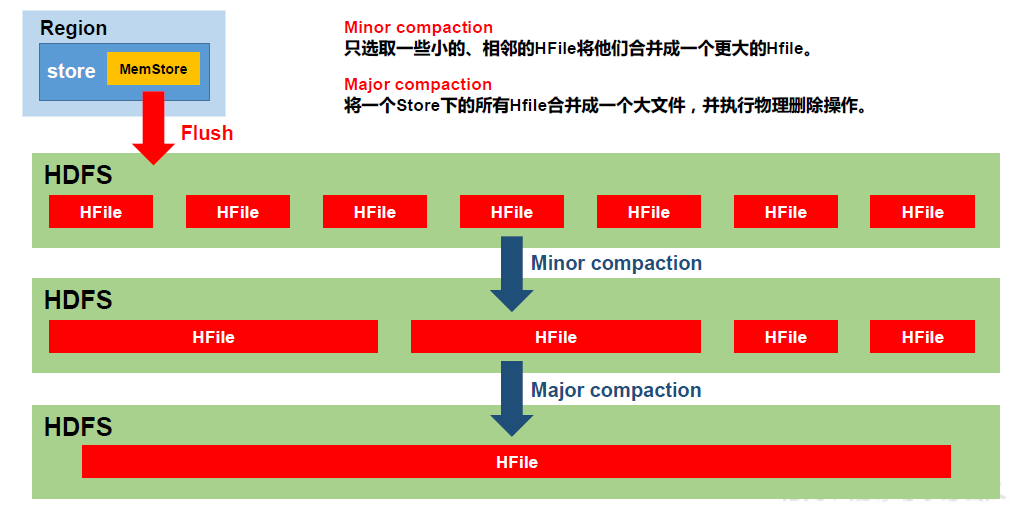 Region
store
MemStore
Flush
Minor compaction
只选取一些小的、相邻的HFile将他们合并成一个更大的Hfile。
Major compaction
将一个Store下的所有Hfile合并成一个大文件，并执行物理删除操作。
HDFS
HFile HFile HFile HFile HFile HFile HFile
Minor compaction
HDFS
HFile HFile HFile HFile
Major compaction
HDFS
HFile